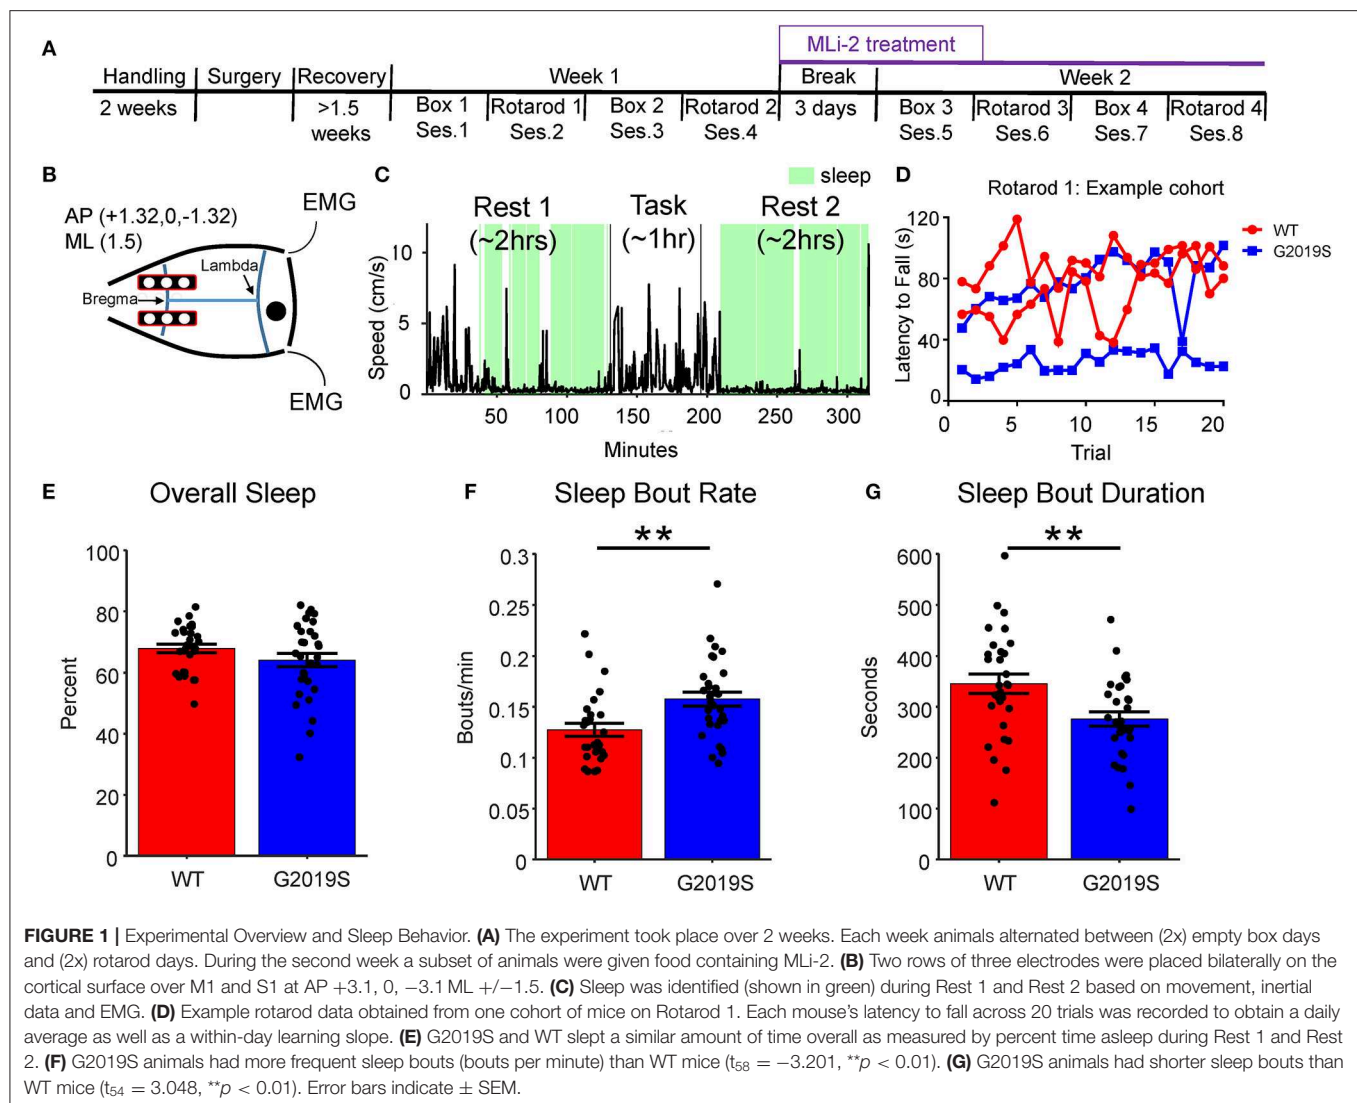 A
MLi-2 treatment
Handling Surgery Recovery Week 1 Break Week 2
2 weeks >1.5 weeks Box 1 Ses.1 Rotarod 1 Ses.2 Box 2 Ses.3 Rotarod 2 Ses.4 3 days Box 3 Ses.5 Rotarod 3 Ses.6 Box 4 Ses.7 Rotarod 4 Ses.8
B
EMG
AP (+1.32,0,-1.32)
ML (1.5)
Lambda
Bregma
EMG
C
sleep
Rest 1 Task Rest 2
(~2hrs) (~1hr) (~2hrs)
Speed (cm/s)
10
5
0
50 100 150 200 250 300
Minutes
D
Rotarod 1: Example cohort
WT
G2019S
Latency to Fall (s)
120
80
40
0
0 5 10 15 20
Trial
E
Overall Sleep
Percent
100
80
60
40
20
0
WT G2019S
F
Sleep Bout Rate
**
Bouts/min
0.3
0.25
0.2
0.15
0.1
0.05
0
WT G2019S
G
Sleep Bout Duration
**
Seconds
600
500
400
300
200
100
0
WT G2019S
FIGURE 1 | Experimental Overview and Sleep Behavior. (A) The experiment took place over 2 weeks. Each week animals alternated between (2x) empty box days
and (2x) rotarod days. During the second week a subset of animals were given food containing MLi-2. (B) Two rows of three electrodes were placed bilaterally on the
cortical surface over M1 and S1 at AP +3.1, 0, −3.1 ML +/−1.5. (C) Sleep was identified (shown in green) during Rest 1 and Rest 2 based on movement, inertial
data and EMG. (D) Example rotarod data obtained from one cohort of mice on Rotarod 1. Each mouse's latency to fall across 20 trials was recorded to obtain a daily
average as well as a within-day learning slope. (E) G2019S and WT slept a similar amount of time overall as measured by percent time asleep during Rest 1 and Rest
2. (F) G2019S animals had more frequent sleep bouts (bouts per minute) than WT mice (t58 = −3.201, **p < 0.01). (G) G2019S animals had shorter sleep bouts than
WT mice (t54 = 3.048, **p < 0.01). Error bars indicate ± SEM.